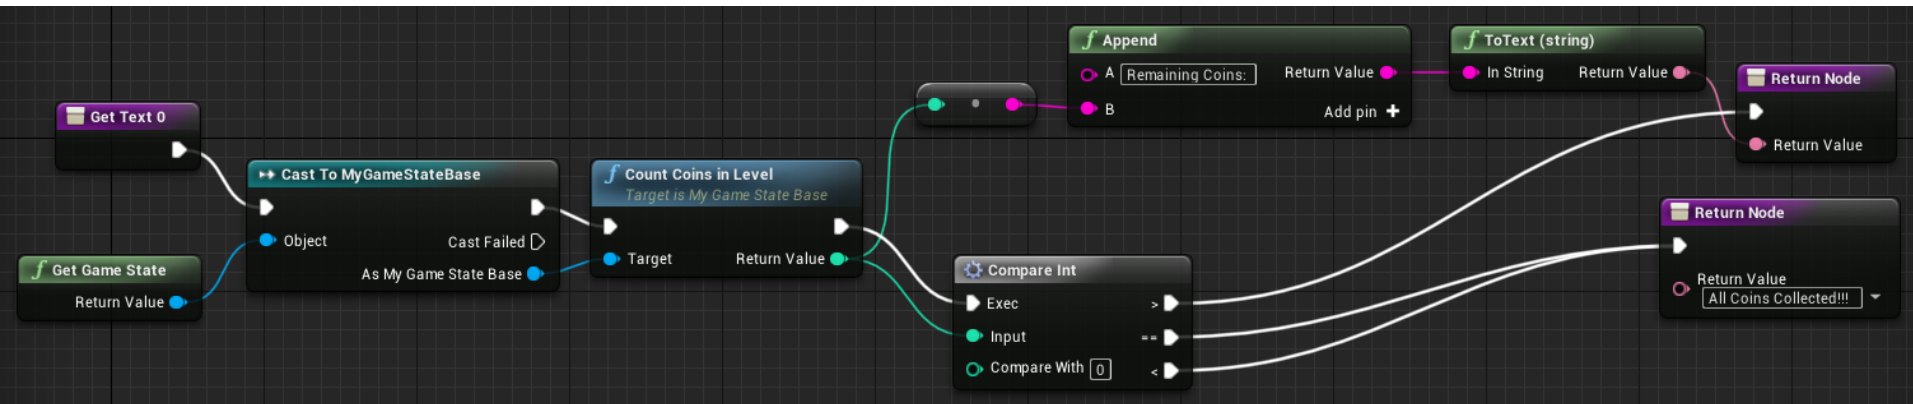 Get Text 0
Get Game State
Return Value
Cast To MyGameStateBase
Object
Cast Failed
As My Game State Base
Count Coins in Level
Target is My Game State Base
Target
Return Value
Append
A Remaining Coins: Return Value
B
Add pin
ToText (string)
In String Return Value
Return Node
Return Value
Compare Int
Exec >
Input ==
Compare With 0 <
Return Node
Return Value
All Coins Collected!!!